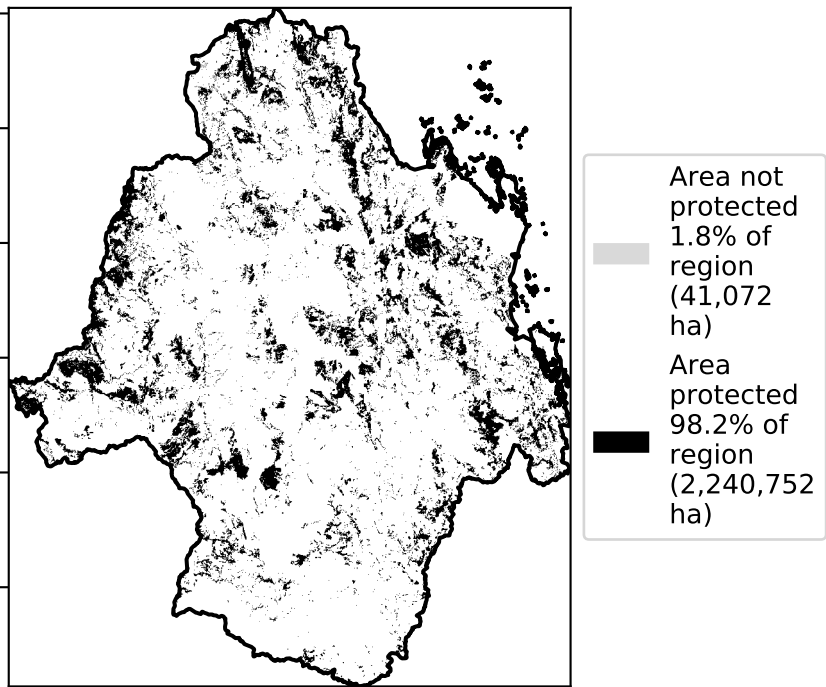 Area not
protected
1.8% of
region
(41,072
ha)
Area
protected
98.2% of
region
(2,240,752
ha)